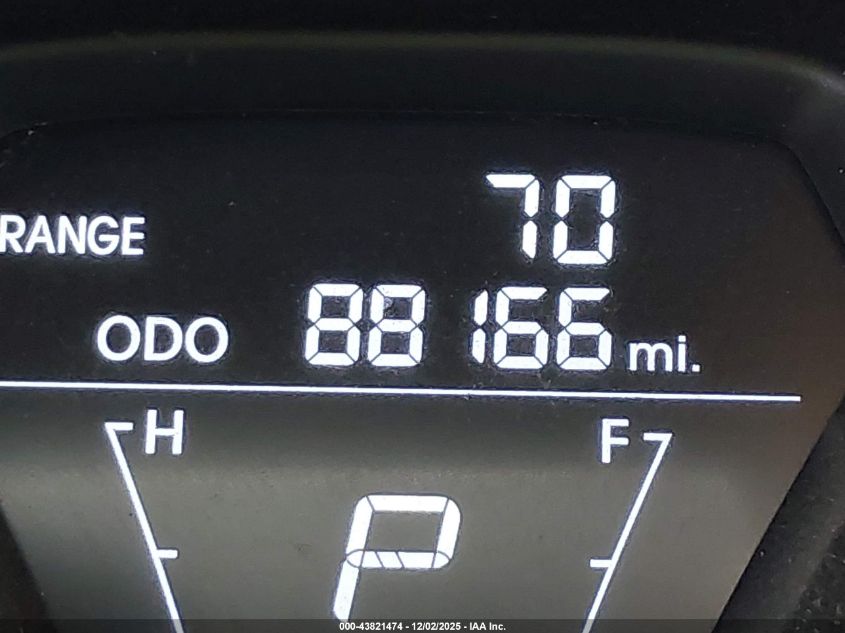 70
RANGE
ODO 88166 mi.
H F
P
000-43821474 - 12/02/2025 - IAA Inc.